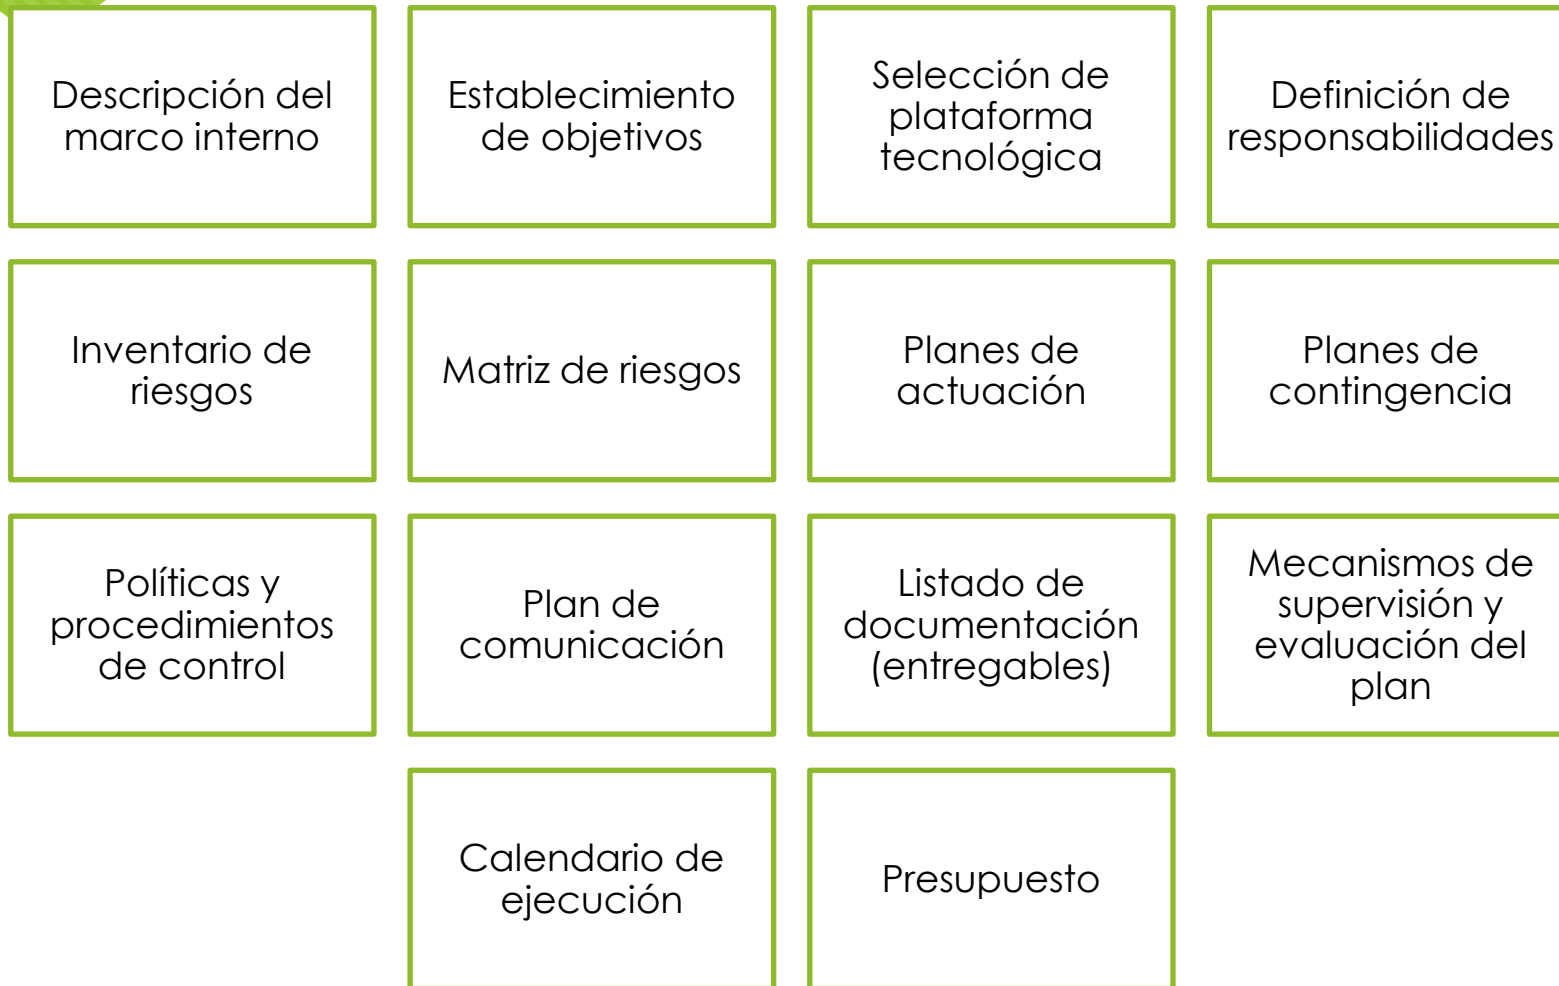 Descripción del
marco interno
Establecimiento
de objetivos
Selección de
plataforma
tecnológica
Definición de
responsabilidades
Inventario de
riesgos
Matriz de riesgos
Planes de
actuación
Planes de
contingencia
Políticas y
procedimientos
de control
Plan de
comunicación
Listado de
documentación
(entregables)
Mecanismos de
supervisión y
evaluación del
plan
Calendario de
ejecución
Presupuesto